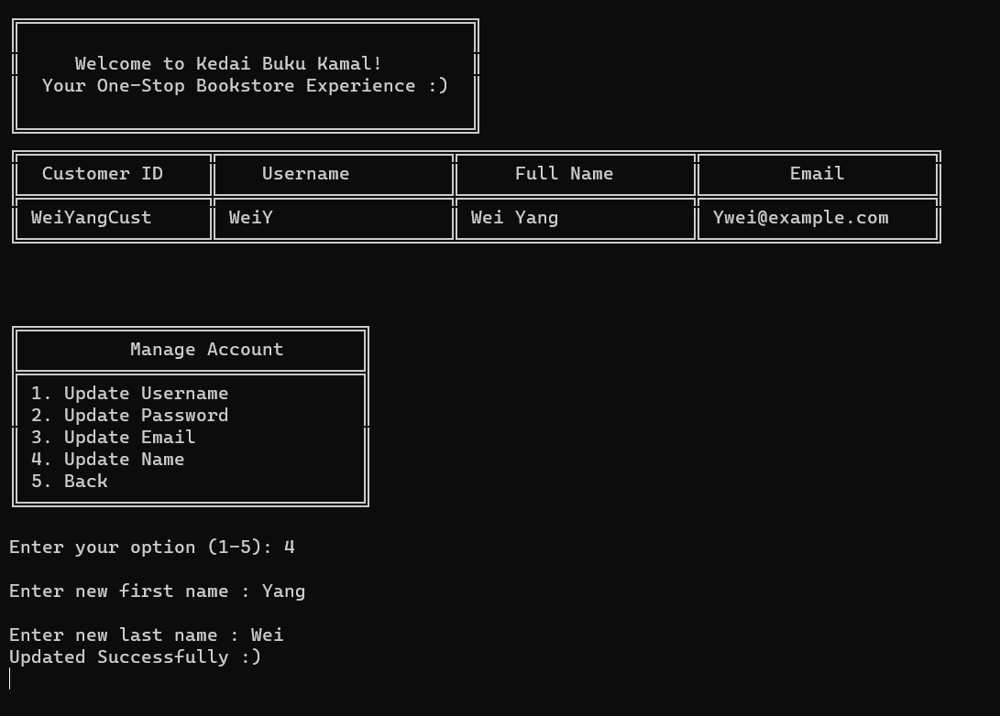 Welcome to Kedai Buku Kamal!
Your One-Stop Bookstore Experience :)
Customer ID Username Full Name Email
WeiYangCust WeiY Wei Yang Ywei@example.com
Manage Account
1. Update Username
2. Update Password
3. Update Email
4. Update Name
5. Back
Enter your option (1-5): 4
Enter new first name : Yang
Enter new last name : Wei
Updated Successfully :)